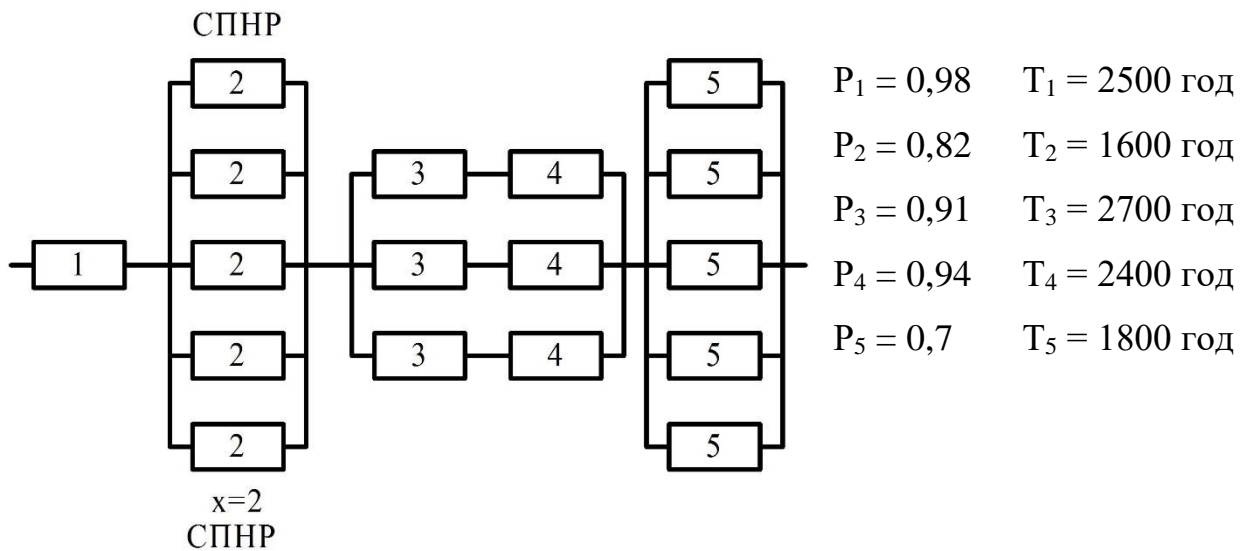 СПНР
2
2
1
2
2
2
x=2
СПНР
3
4
3
4
3
4
5
5
5
5
5
P₁ = 0,98 T₁ = 2500 год
P₂ = 0,82 T₂ = 1600 год
P₃ = 0,91 T₃ = 2700 год
P₄ = 0,94 T₄ = 2400 год
P₅ = 0,7 T₅ = 1800 год